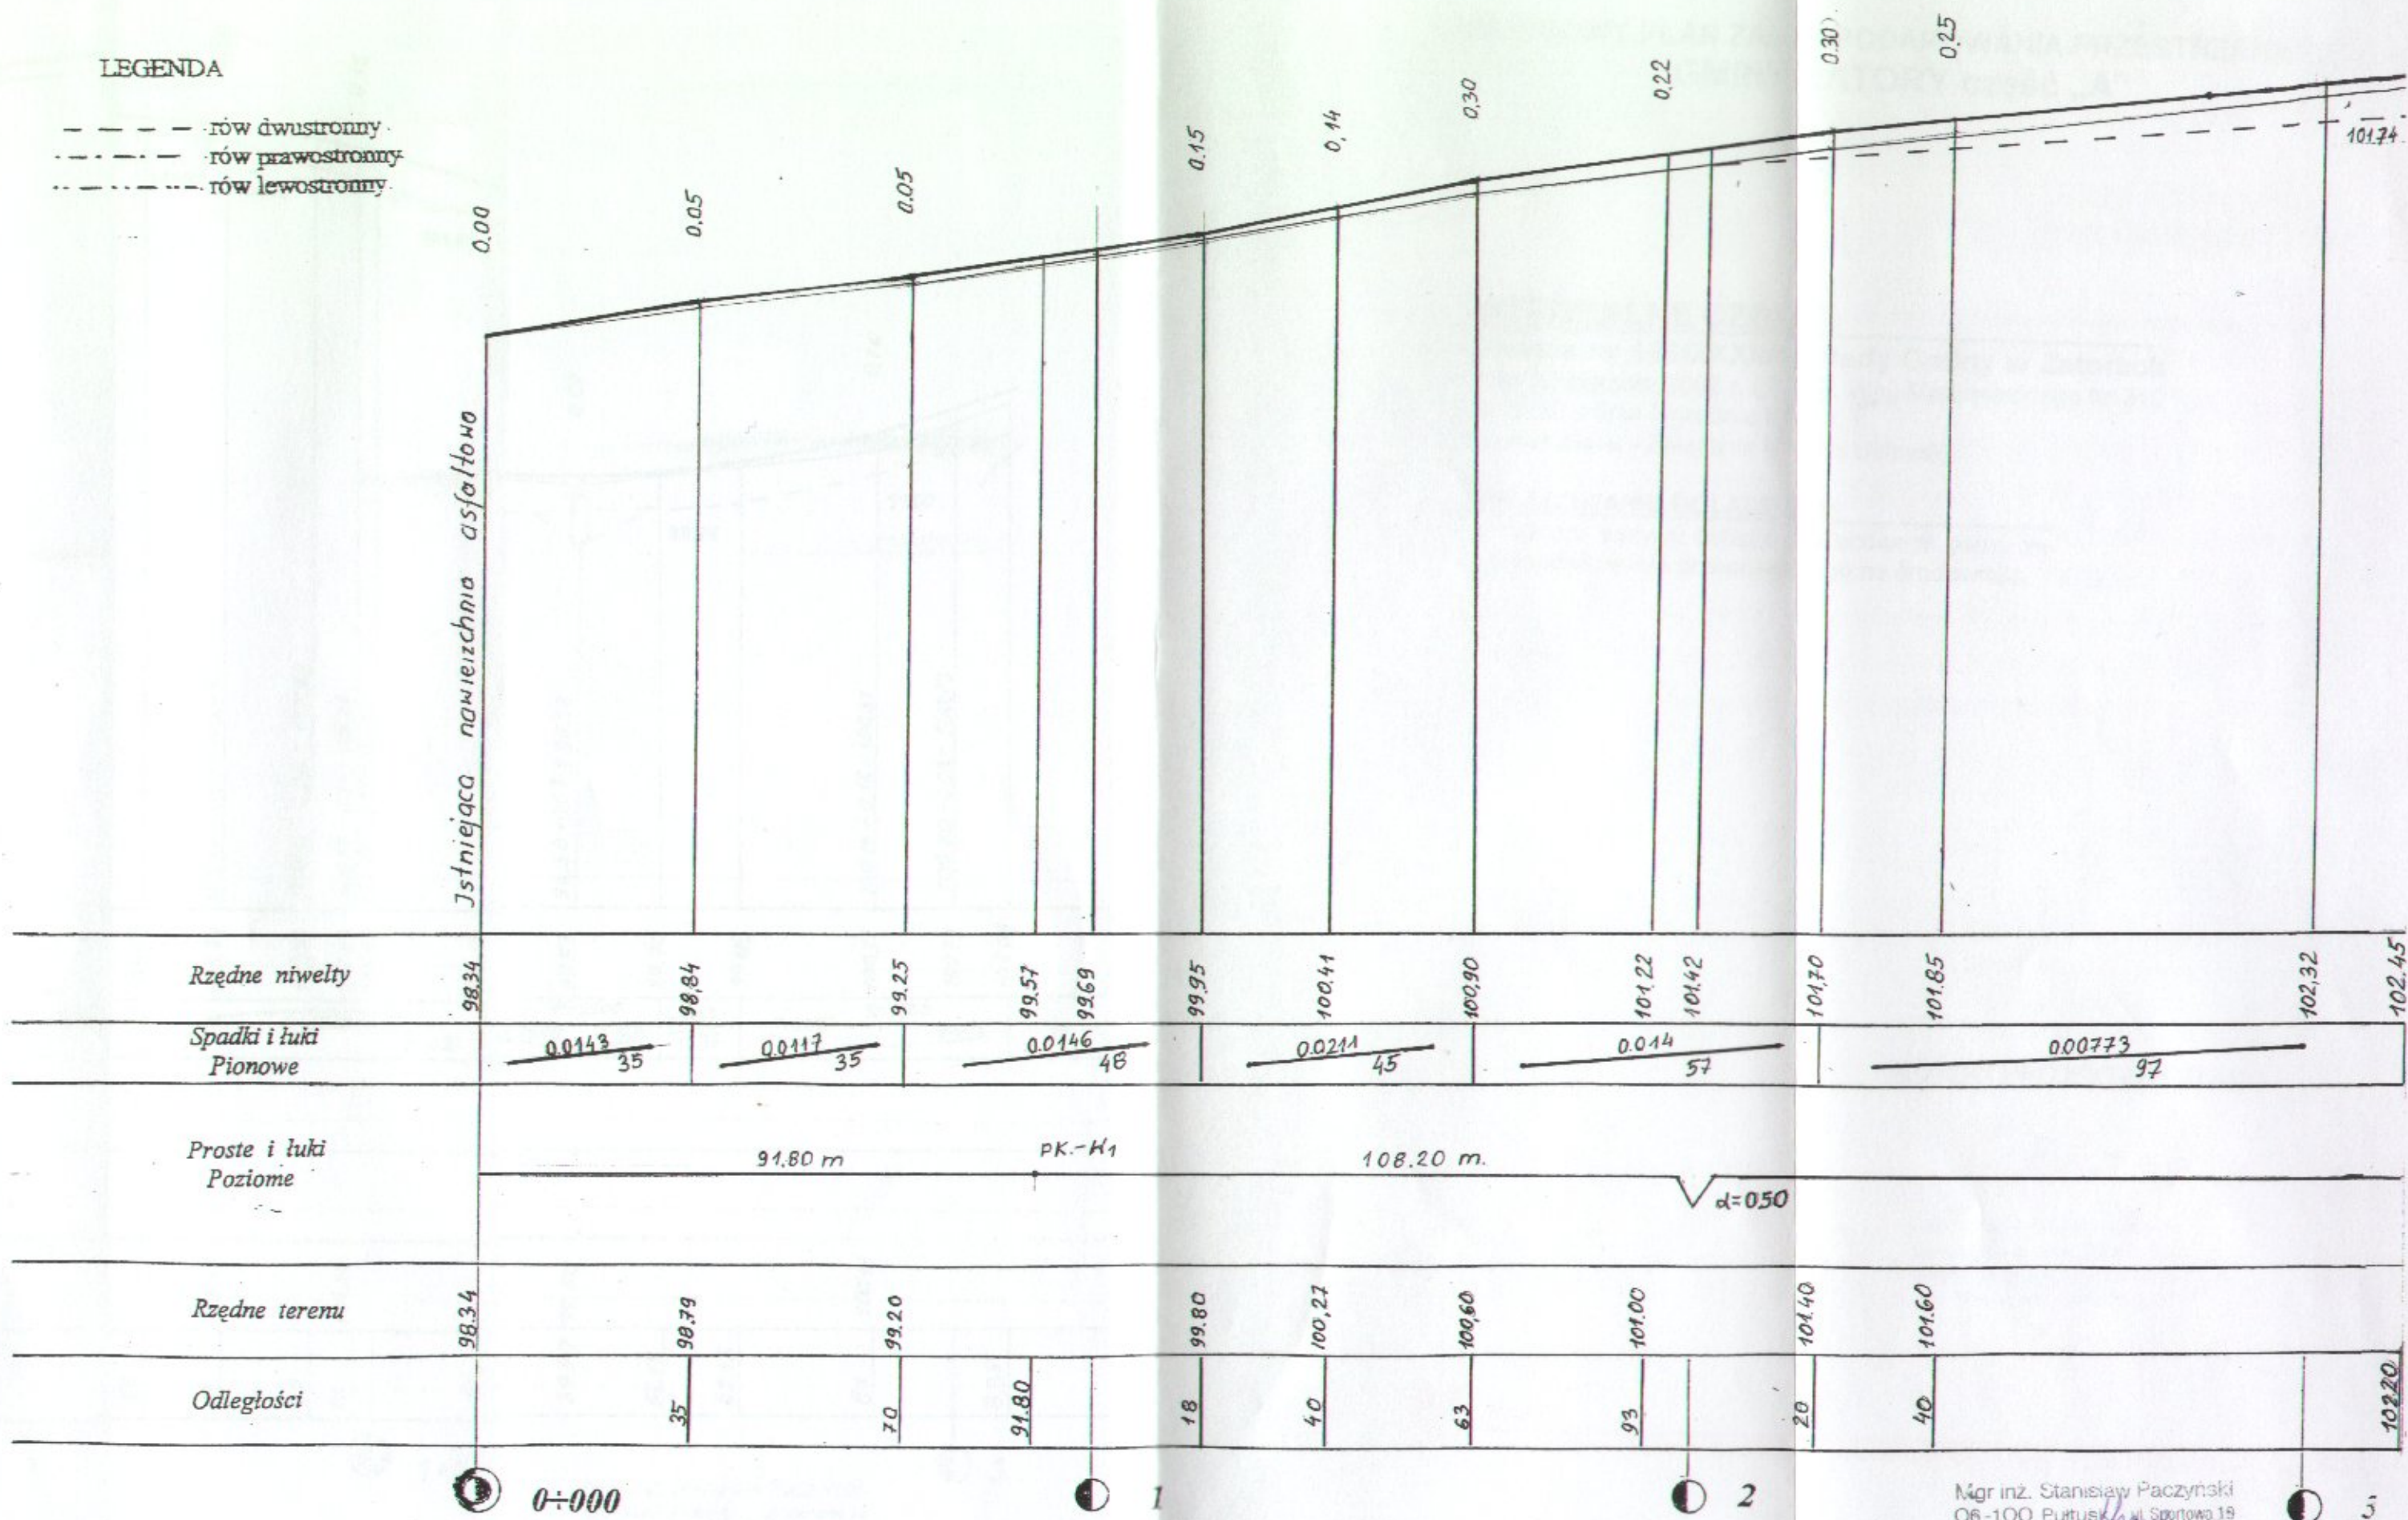 LEGENDA
rów dwustronny
rów prawostronny
rów lewostronny
0.00
0.05
0.05
0.15
0,14
0,30
0,22
0.30
0,25
101.74
Istniejąca nawierzchnia asfaltowa
Rzędne niwelty
98.34
98,84
99.25
99.57
99.69
99.95
100,41
100,90
101.22
101.42
101,70
101.85
102,32
102.45
Spadki i łuki
Pionowe
0.0143 35
0.0117 35
0.0146 48
0.0211 45
0.014 57
0.00773 97
Proste i łuki
Poziome
91.80 m
PK.-W1
108.20 m.
α=050
Rzędne terenu
98.34
98.79
99.20
99.80
100,27
100,60
101.00
101.40
101.60
Odległości
35
70
91.80
18
40
63
93
20
40
102.20
0÷000
1
2
3
Mgr inż. Stanisław Paczyński
06-100 Pułtusk ul. Sportowa 19